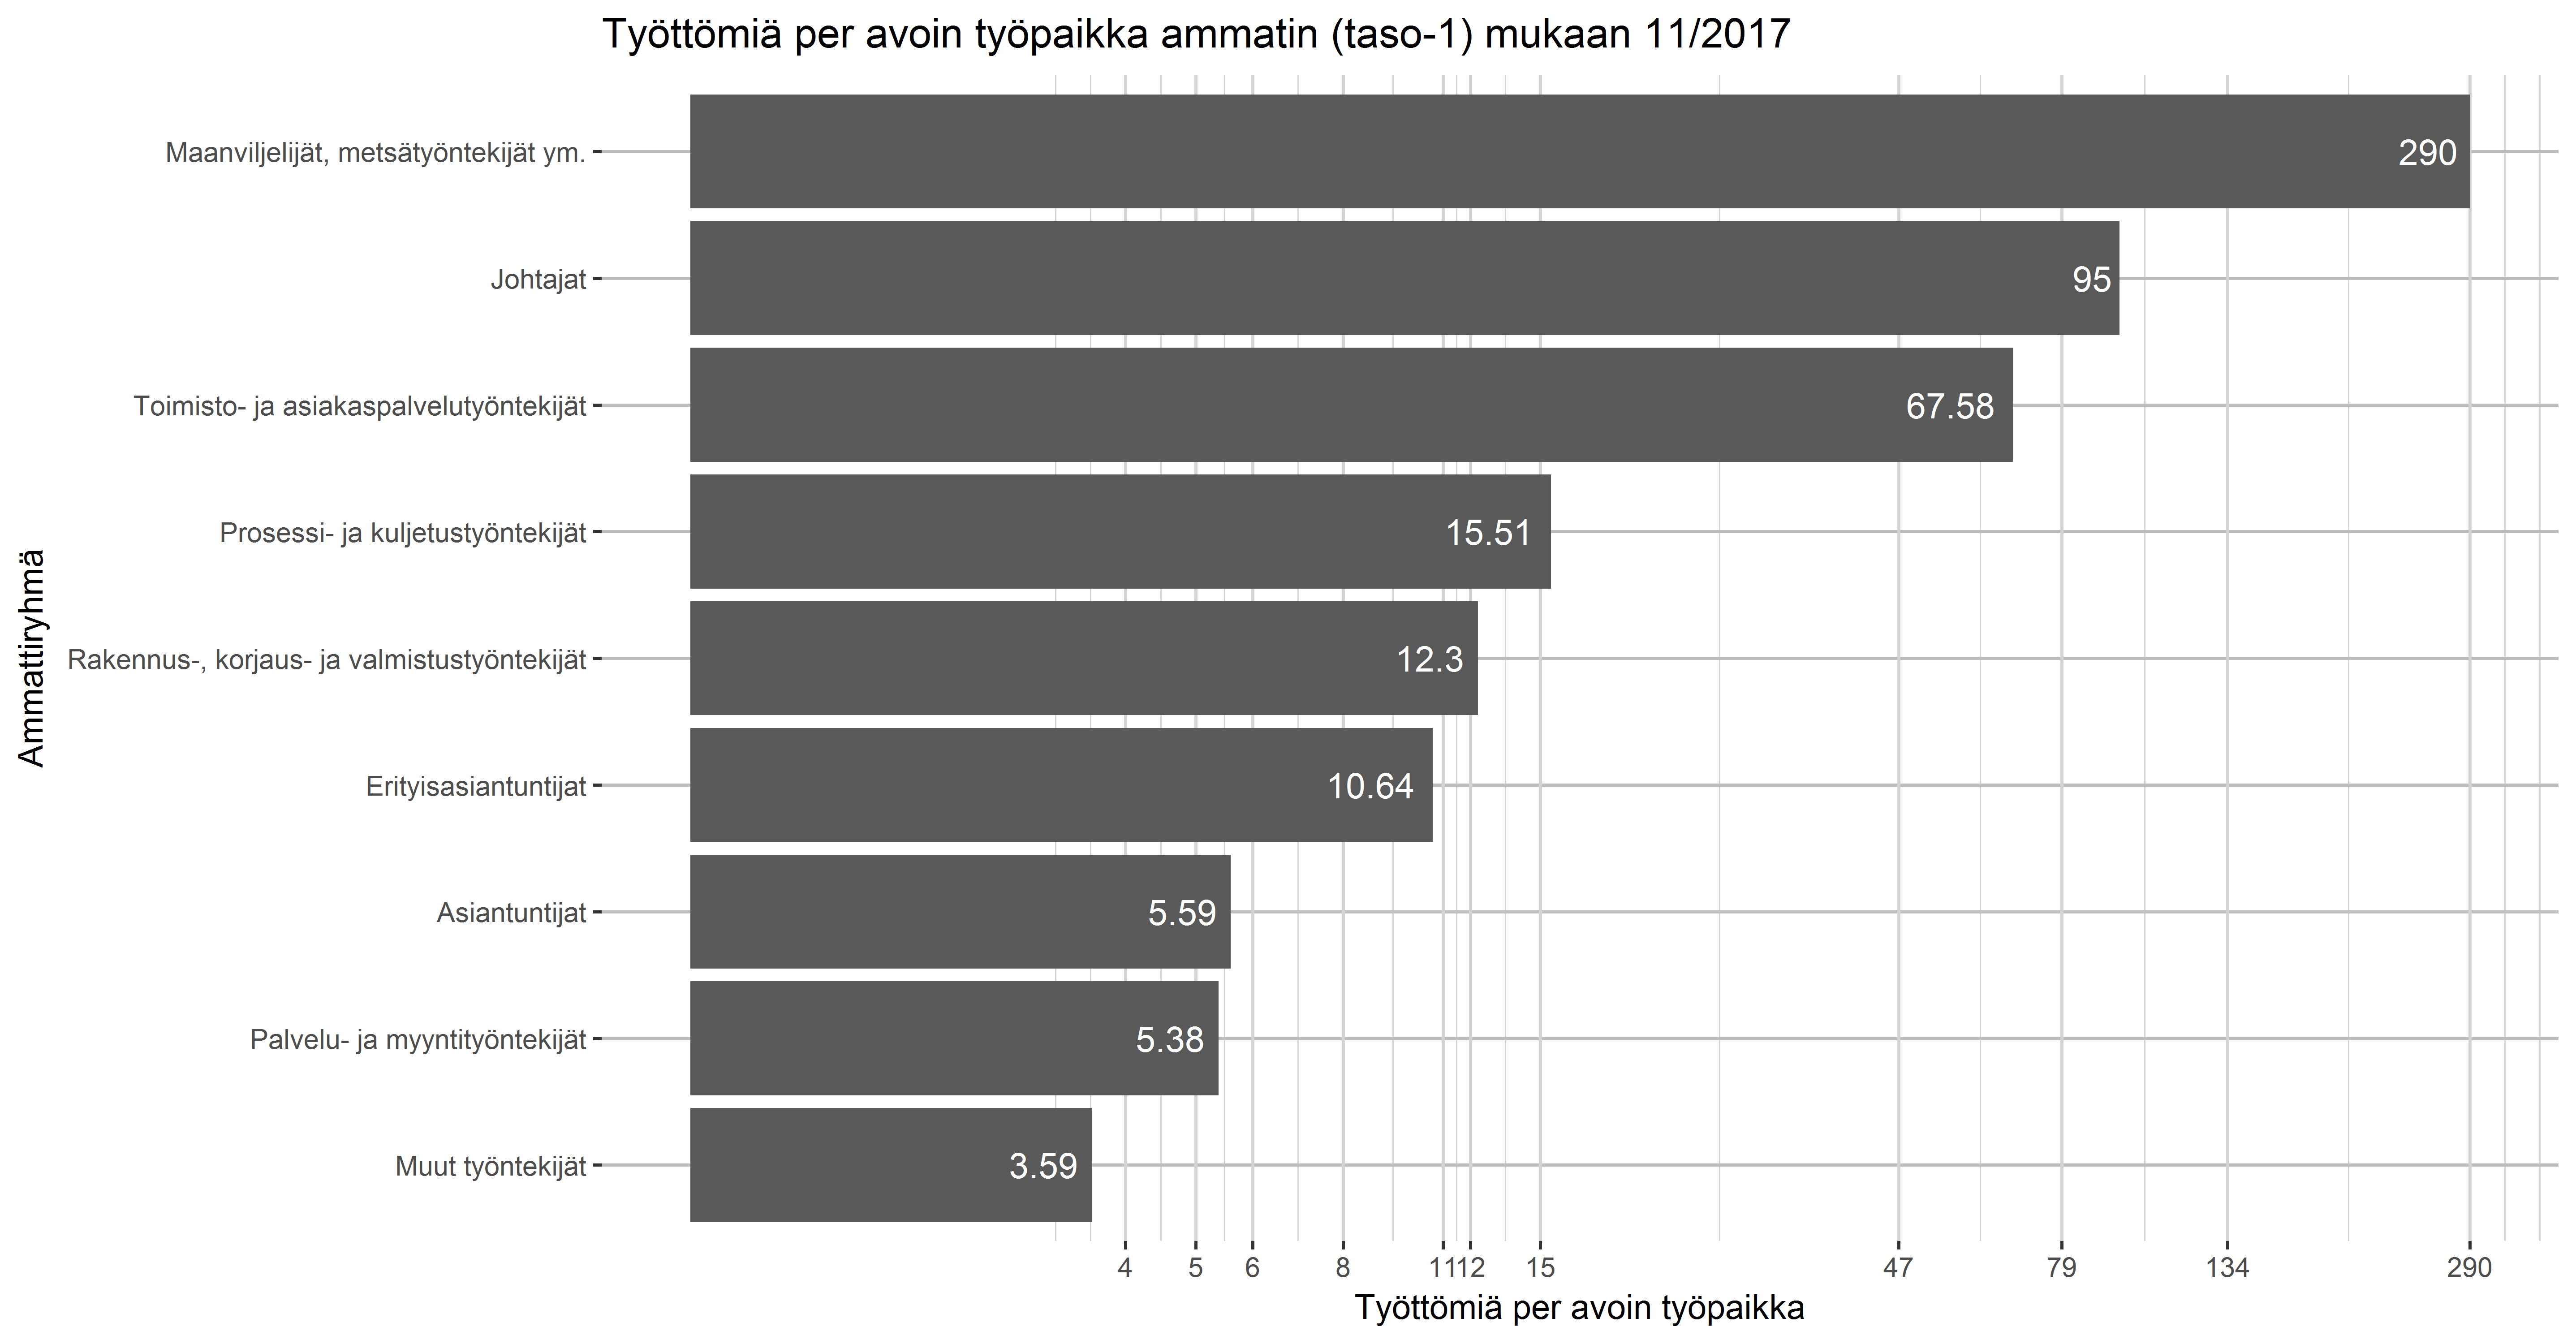 Työttömiä per avoin työpaikka ammatin (taso-1) mukaan 11/2017
Maanviljelijät, metsätyöntekijät ym.
290
Johtajat
95
Toimisto- ja asiakaspalvelutyöntekijät
67.58
Prosessi- ja kuljetustyöntekijät
15.51
Rakennus-, korjaus- ja valmistustyöntekijät
12.3
Erityisasiantuntijat
10.64
Asiantuntijat
5.59
Palvelu- ja myyntityöntekijät
5.38
Muut työntekijät
3.59
Ammattiryhmä
4 5 6 8 11 12 15 47 79 134 290
Työttömiä per avoin työpaikka